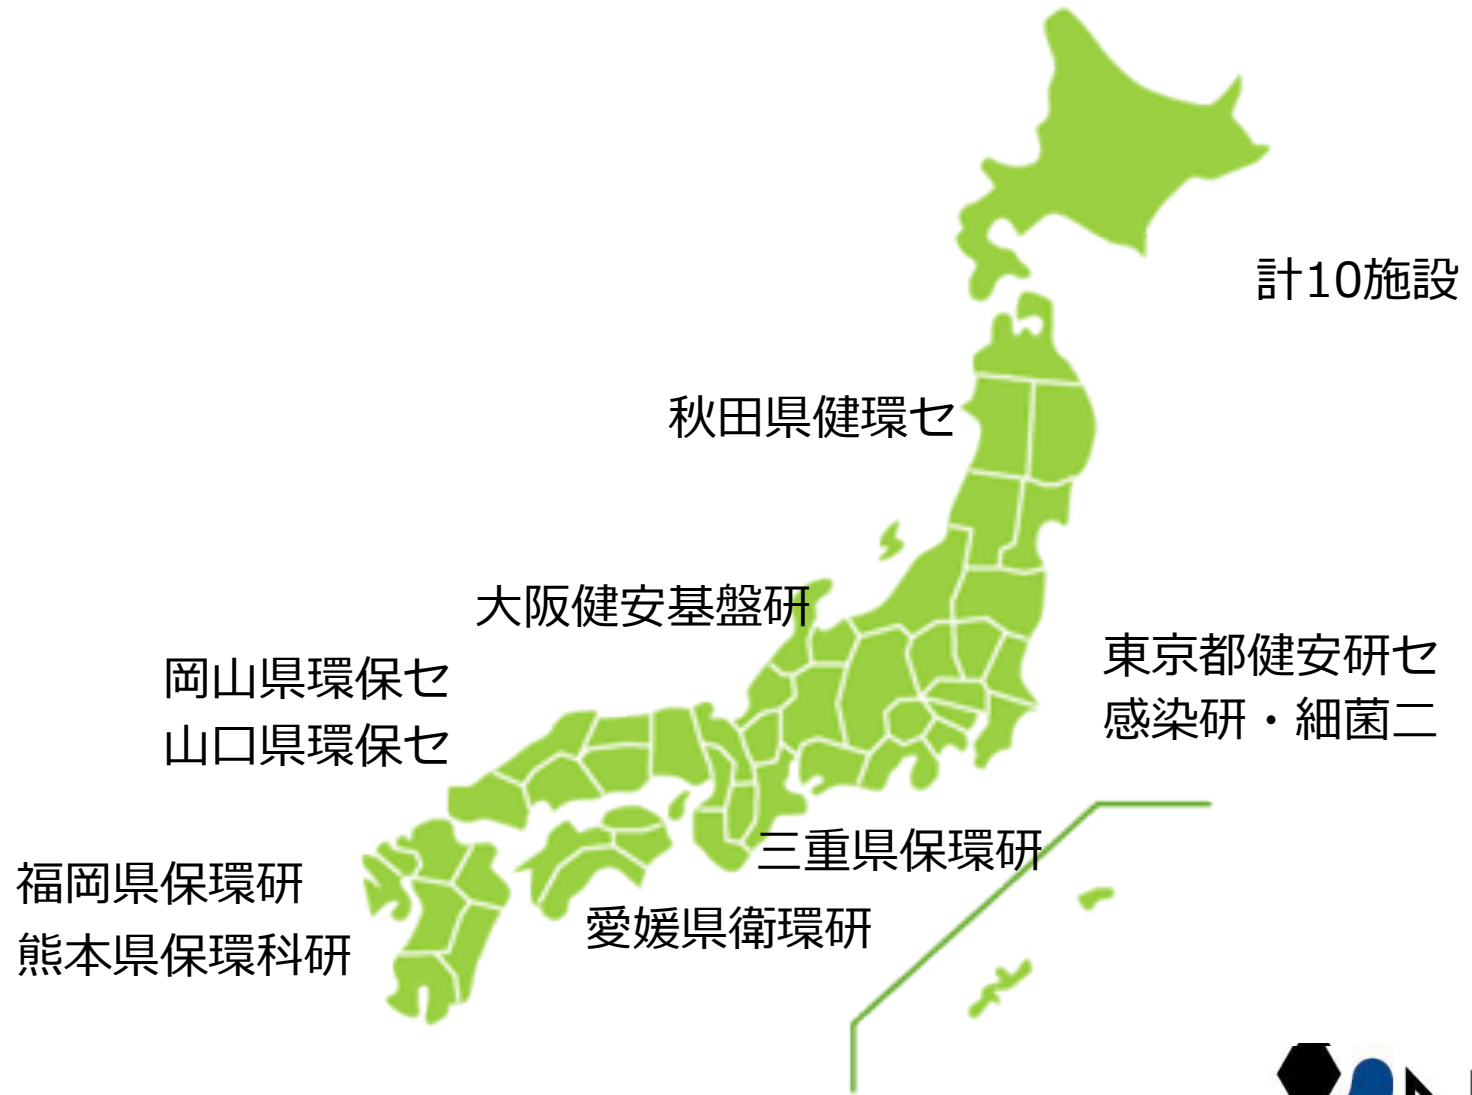 計10施設
秋田県健環セ
大阪健安基盤研
岡山県環保セ
山口県環保セ
東京都健安研セ
感染研・細菌二
三重県保環研
福岡県保環研
熊本県保環科研
愛媛県衛環研